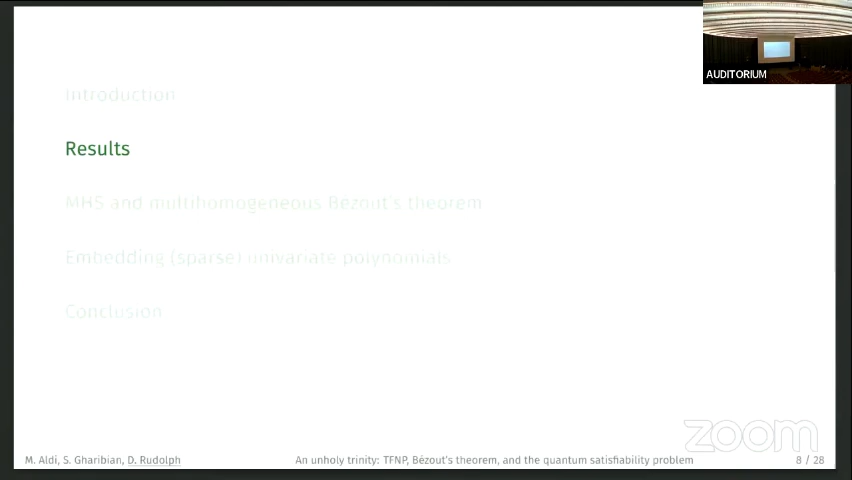 AUDITORIUM
Introduction
Results
MHS and multihomogeneous Bézout's theorem
Embedding (sparse) univariate polynomials
Conclusion
zoom
M. Aldi, S. Gharibian, D. Rudolph
An unholy trinity: TFNP, Bézout's theorem, and the quantum satisfiability problem
8 / 28